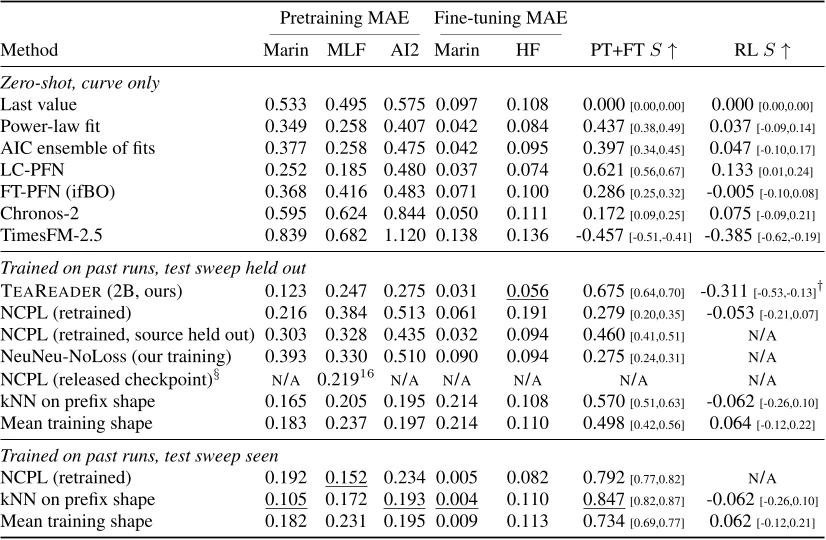 Pretraining MAE Fine-tuning MAE
Method Marin MLF AI2 Marin HF PT+FT S ↑ RL S ↑
Zero-shot, curve only
Last value 0.533 0.495 0.575 0.097 0.108 0.000 [0.00,0.00] 0.000 [0.00,0.00]
Power-law fit 0.349 0.258 0.407 0.042 0.084 0.437 [0.38,0.49] 0.037 [-0.09,0.14]
AIC ensemble of fits 0.377 0.258 0.475 0.042 0.095 0.397 [0.34,0.45] 0.047 [-0.10,0.17]
LC-PFN 0.252 0.185 0.480 0.037 0.074 0.621 [0.56,0.67] 0.133 [0.01,0.24]
FT-PFN (ifBO) 0.368 0.416 0.483 0.071 0.100 0.286 [0.25,0.32] -0.005 [-0.10,0.08]
Chronos-2 0.595 0.624 0.844 0.050 0.111 0.172 [0.09,0.25] 0.075 [-0.09,0.21]
TimesFM-2.5 0.839 0.682 1.120 0.138 0.136 -0.457 [-0.51,-0.41] -0.385 [-0.62,-0.19]
Trained on past runs, test sweep held out
TEAREADER (2B, ours) 0.123 0.247 0.275 0.031 0.056 0.675 [0.64,0.70] -0.311 [-0.53,-0.13]†
NCPL (retrained) 0.216 0.384 0.513 0.061 0.191 0.279 [0.20,0.35] -0.053 [-0.21,0.07]
NCPL (retrained, source held out) 0.303 0.328 0.435 0.032 0.094 0.460 [0.41,0.51] N/A
NeuNeu-NoLoss (our training) 0.393 0.330 0.510 0.090 0.094 0.275 [0.24,0.31] N/A
NCPL (released checkpoint)§ N/A 0.219¹⁶ N/A N/A N/A N/A N/A
kNN on prefix shape 0.165 0.205 0.195 0.214 0.108 0.570 [0.51,0.63] -0.062 [-0.26,0.10]
Mean training shape 0.183 0.237 0.197 0.214 0.110 0.498 [0.42,0.56] 0.064 [-0.12,0.22]
Trained on past runs, test sweep seen
NCPL (retrained) 0.192 0.152 0.234 0.005 0.082 0.792 [0.77,0.82] N/A
kNN on prefix shape 0.105 0.172 0.193 0.004 0.110 0.847 [0.82,0.87] -0.062 [-0.26,0.10]
Mean training shape 0.182 0.231 0.195 0.009 0.113 0.734 [0.69,0.77] 0.062 [-0.12,0.21]